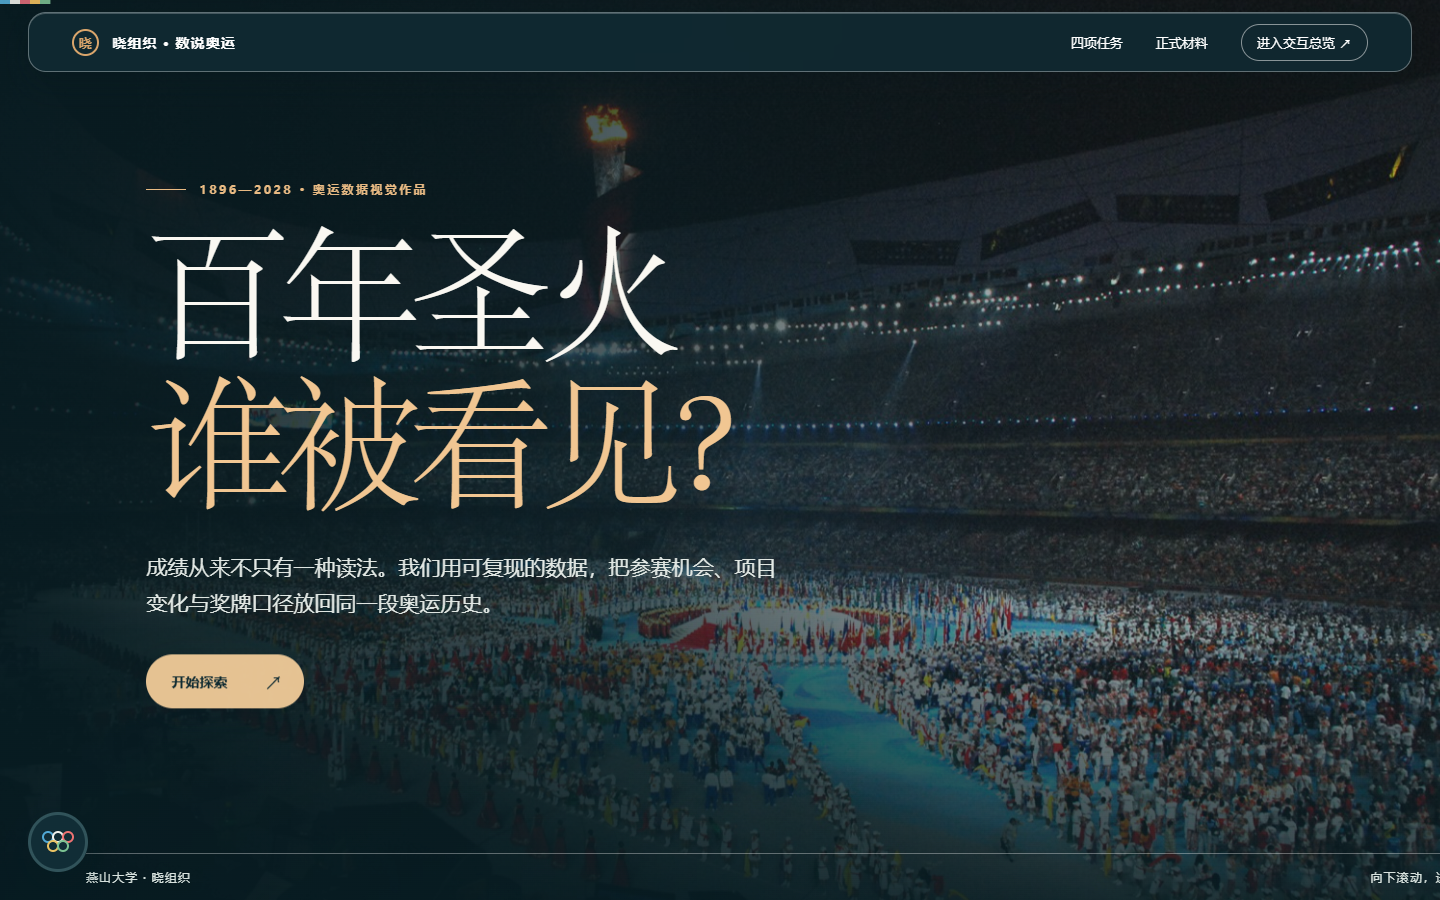 晓 晓组织 • 数说奥运
四项任务 正式材料 进入交互总览 ↗
1896—2028 • 奥运数据视觉作品
百年圣火
谁被看见?
成绩从来不只有一种读法。我们用可复现的数据，把参赛机会、项目
变化与奖牌口径放回同一段奥运历史。
开始探索 ↗
燕山大学 · 晓组织
向下滚动，